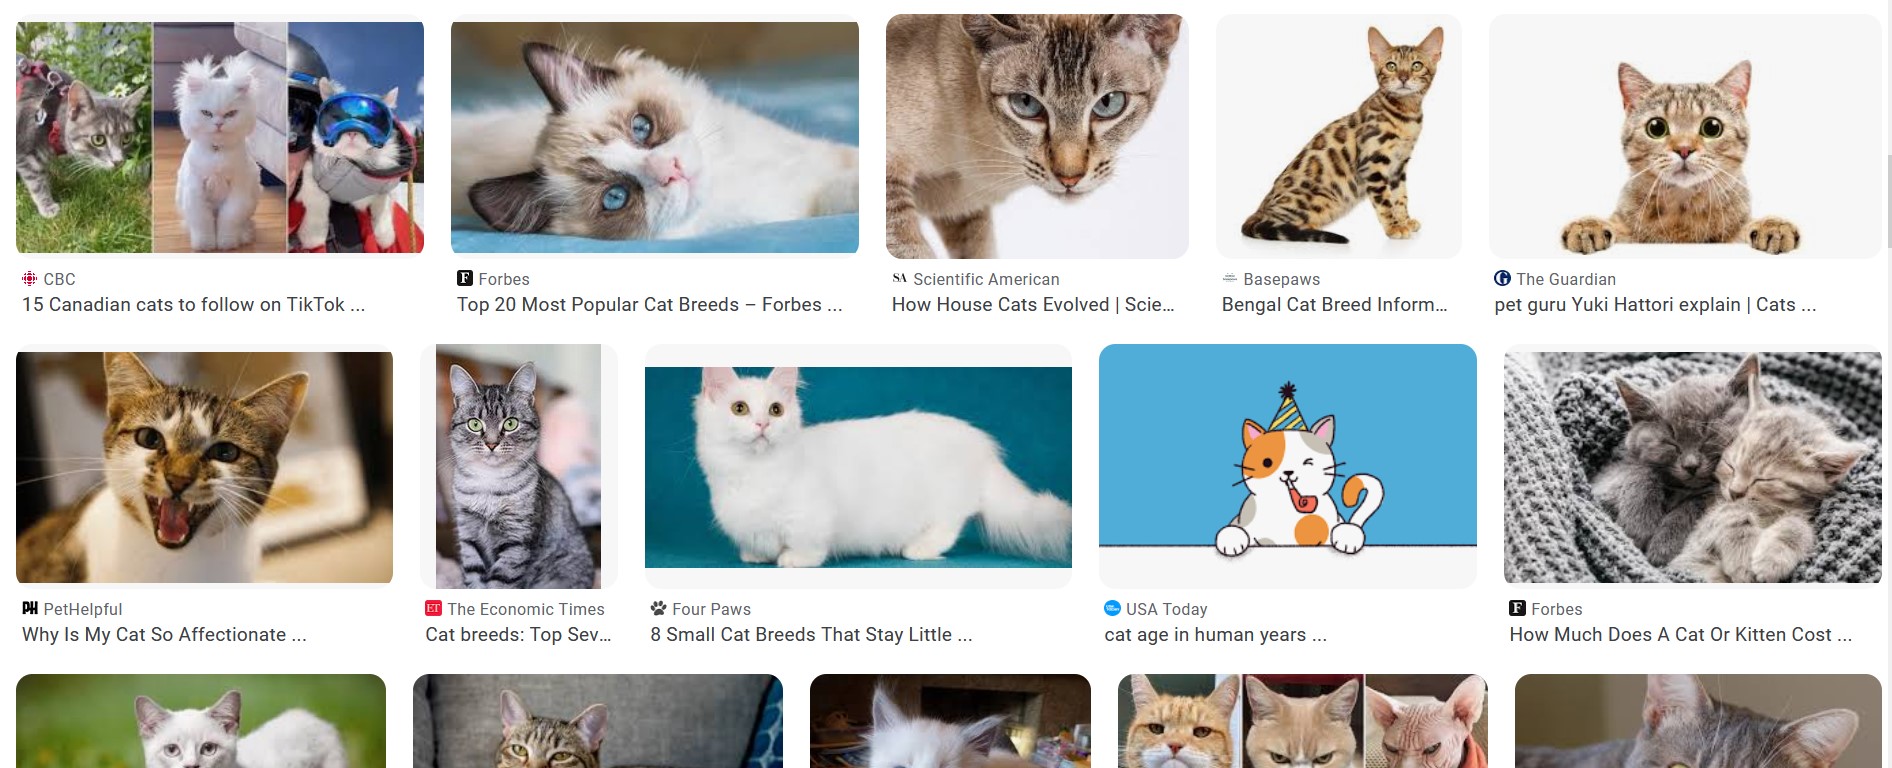 CBC
15 Canadian cats to follow on TikTok ...
Forbes
Top 20 Most Popular Cat Breeds – Forbes ...
SA Scientific American
How House Cats Evolved | Scie...
Basepaws
Bengal Cat Breed Inform...
The Guardian
pet guru Yuki Hattori explain | Cats ...
PH PetHelpful
Why Is My Cat So Affectionate ...
ET The Economic Times
Cat breeds: Top Sev...
Four Paws
8 Small Cat Breeds That Stay Little ...
USA Today
cat age in human years ...
F Forbes
How Much Does A Cat Or Kitten Cost ...